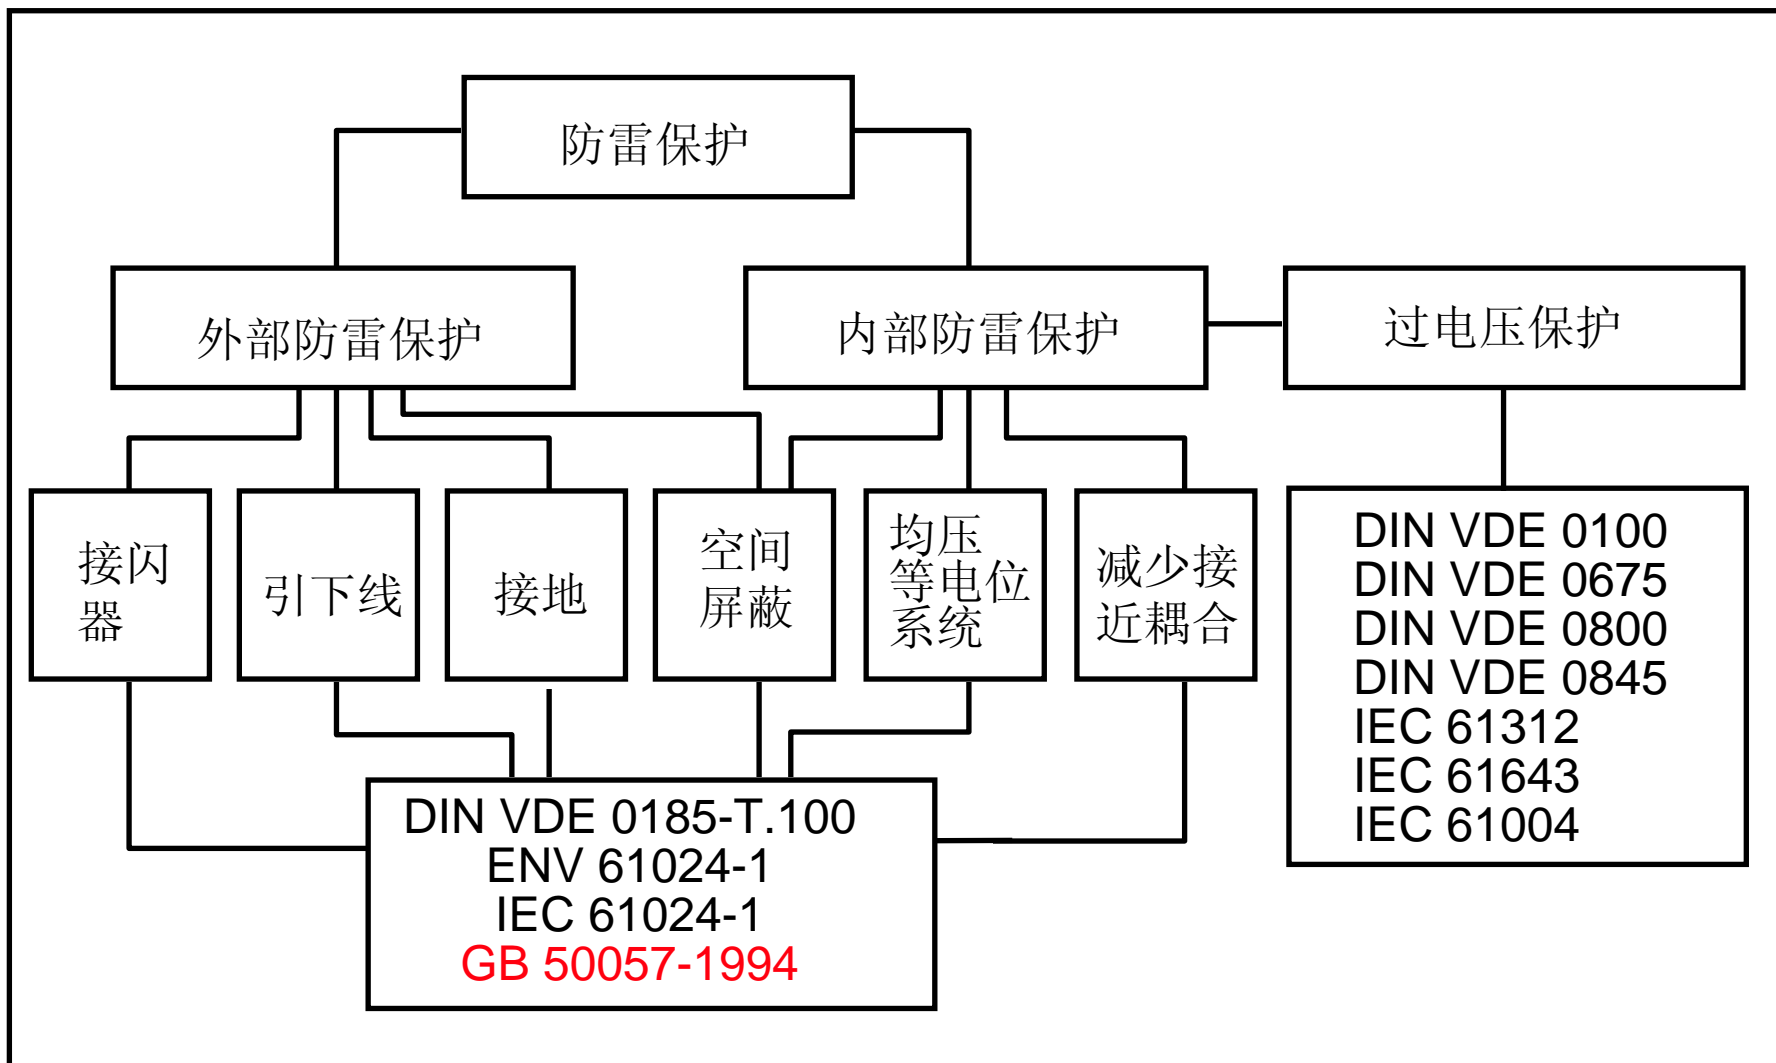 防雷保护
外部防雷保护
内部防雷保护
过电压保护
接闪
器
引下线
接地
空间
屏蔽
均压
等电位
系统
减少接
近耦合
DIN VDE 0100
DIN VDE 0675
DIN VDE 0800
DIN VDE 0845
IEC 61312
IEC 61643
IEC 61004
DIN VDE 0185-T.100
ENV 61024-1
IEC 61024-1
GB 50057-1994